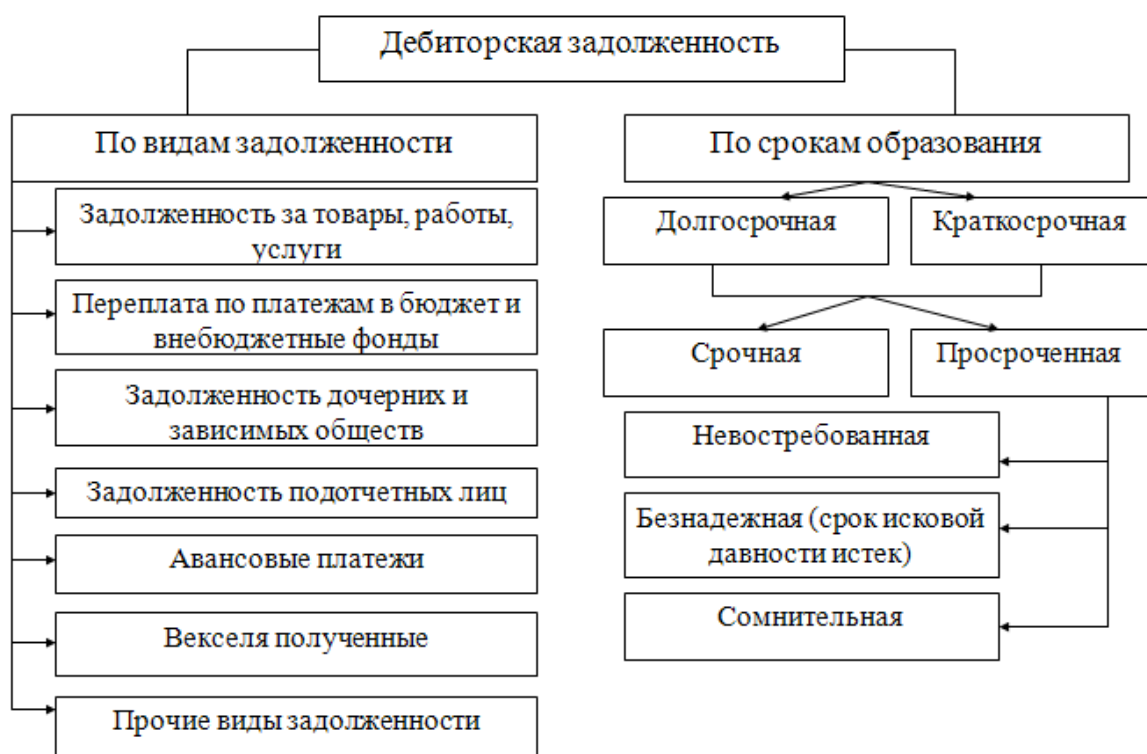 Дебиторская задолженность
По видам задолженности
Задолженность за товары, работы,
услуги
Переплата по платежам в бюджет и
внебюджетные фонды
Задолженность дочерних и
зависимых обществ
Задолженность подотчетных лиц
Авансовые платежи
Векселя полученные
Прочие виды задолженности
По срокам образования
Долгосрочная
Краткосрочная
Срочная
Просроченная
Невостребованная
Безнадежная (срок исковой
давности истек)
Сомнительная